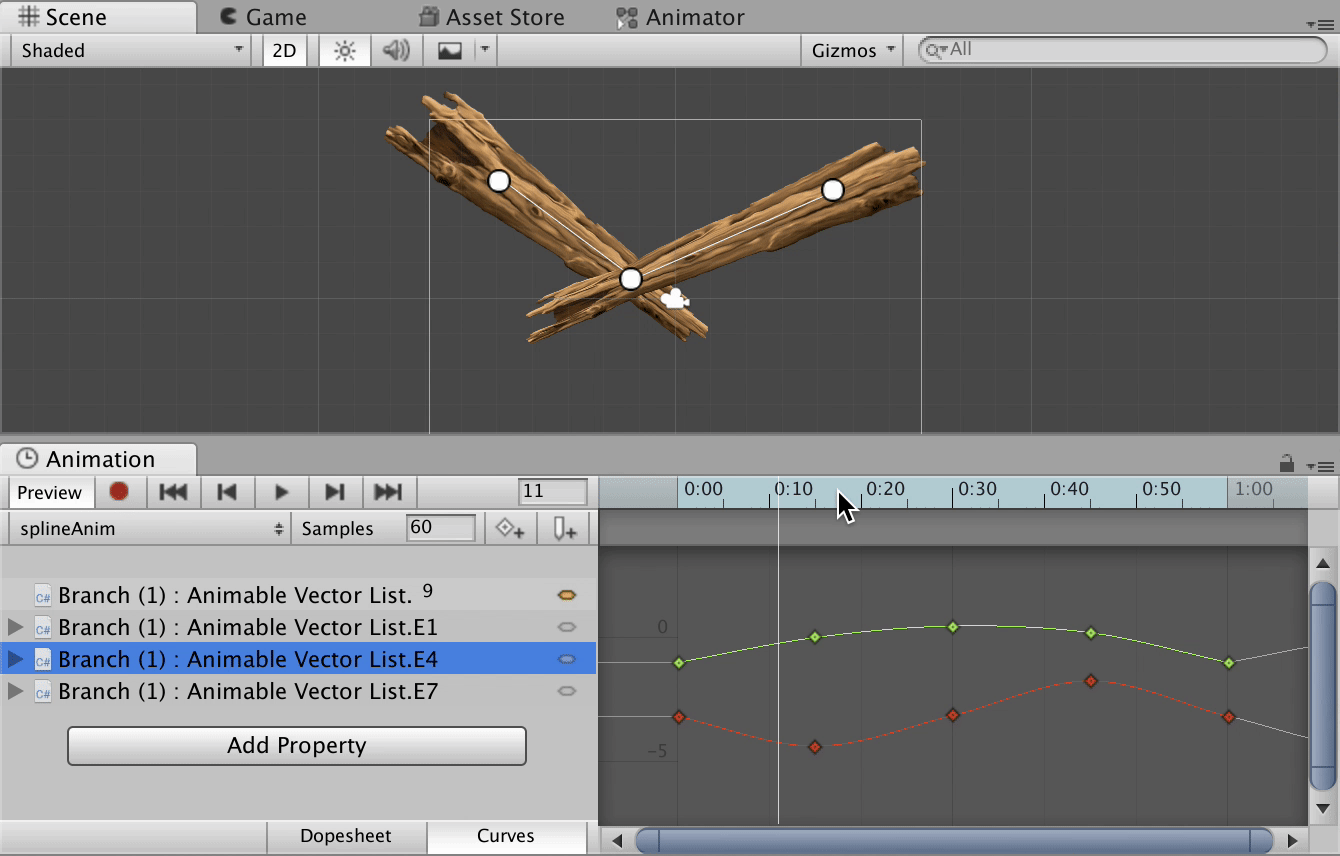 Scene Game Asset Store Animator
Shaded 2D Gizmos All
Animation
Preview 11 0:00 0:10 0:20 0:30 0:40 0:50 1:00
splineAnim Samples 60
C# Branch (1) : Animable Vector List. 9
C# Branch (1) : Animable Vector List.E1
0
C# Branch (1) : Animable Vector List.E4
C# Branch (1) : Animable Vector List.E7
Add Property
-5
Dopesheet Curves